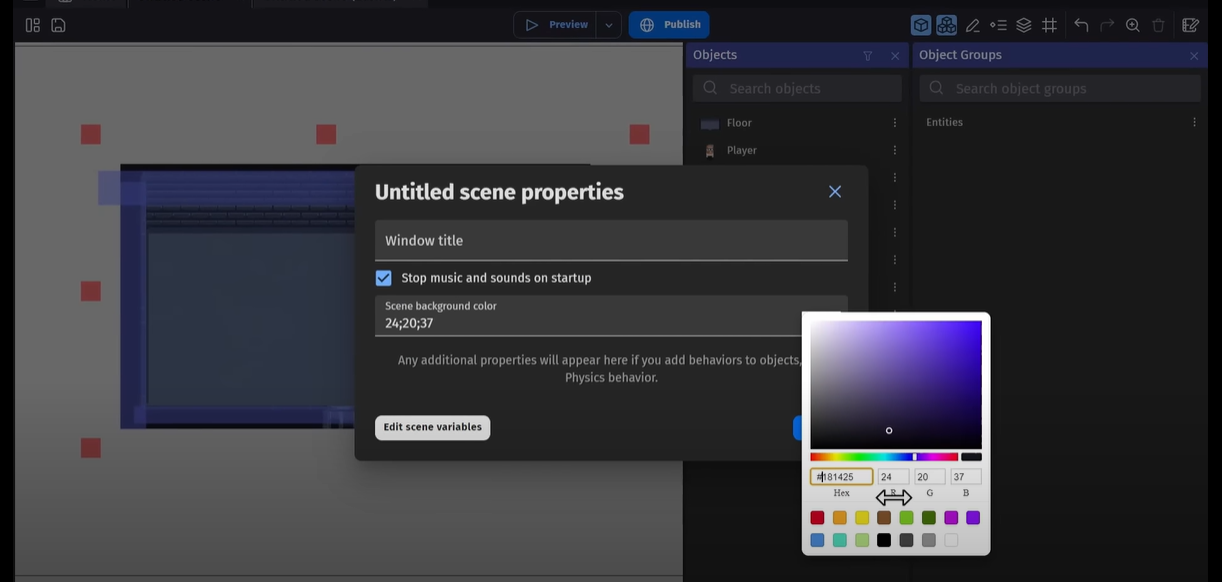 Preview
Publish
Objects
Object Groups
Search objects
Search object groups
Floor
Entities
Player
Untitled scene properties
Window title
Stop music and sounds on startup
Scene background color
24;20;37
Any additional properties will appear here if you add behaviors to objects,
Physics behavior.
Edit scene variables
#181425
24
20
37
Hex
R
G
B